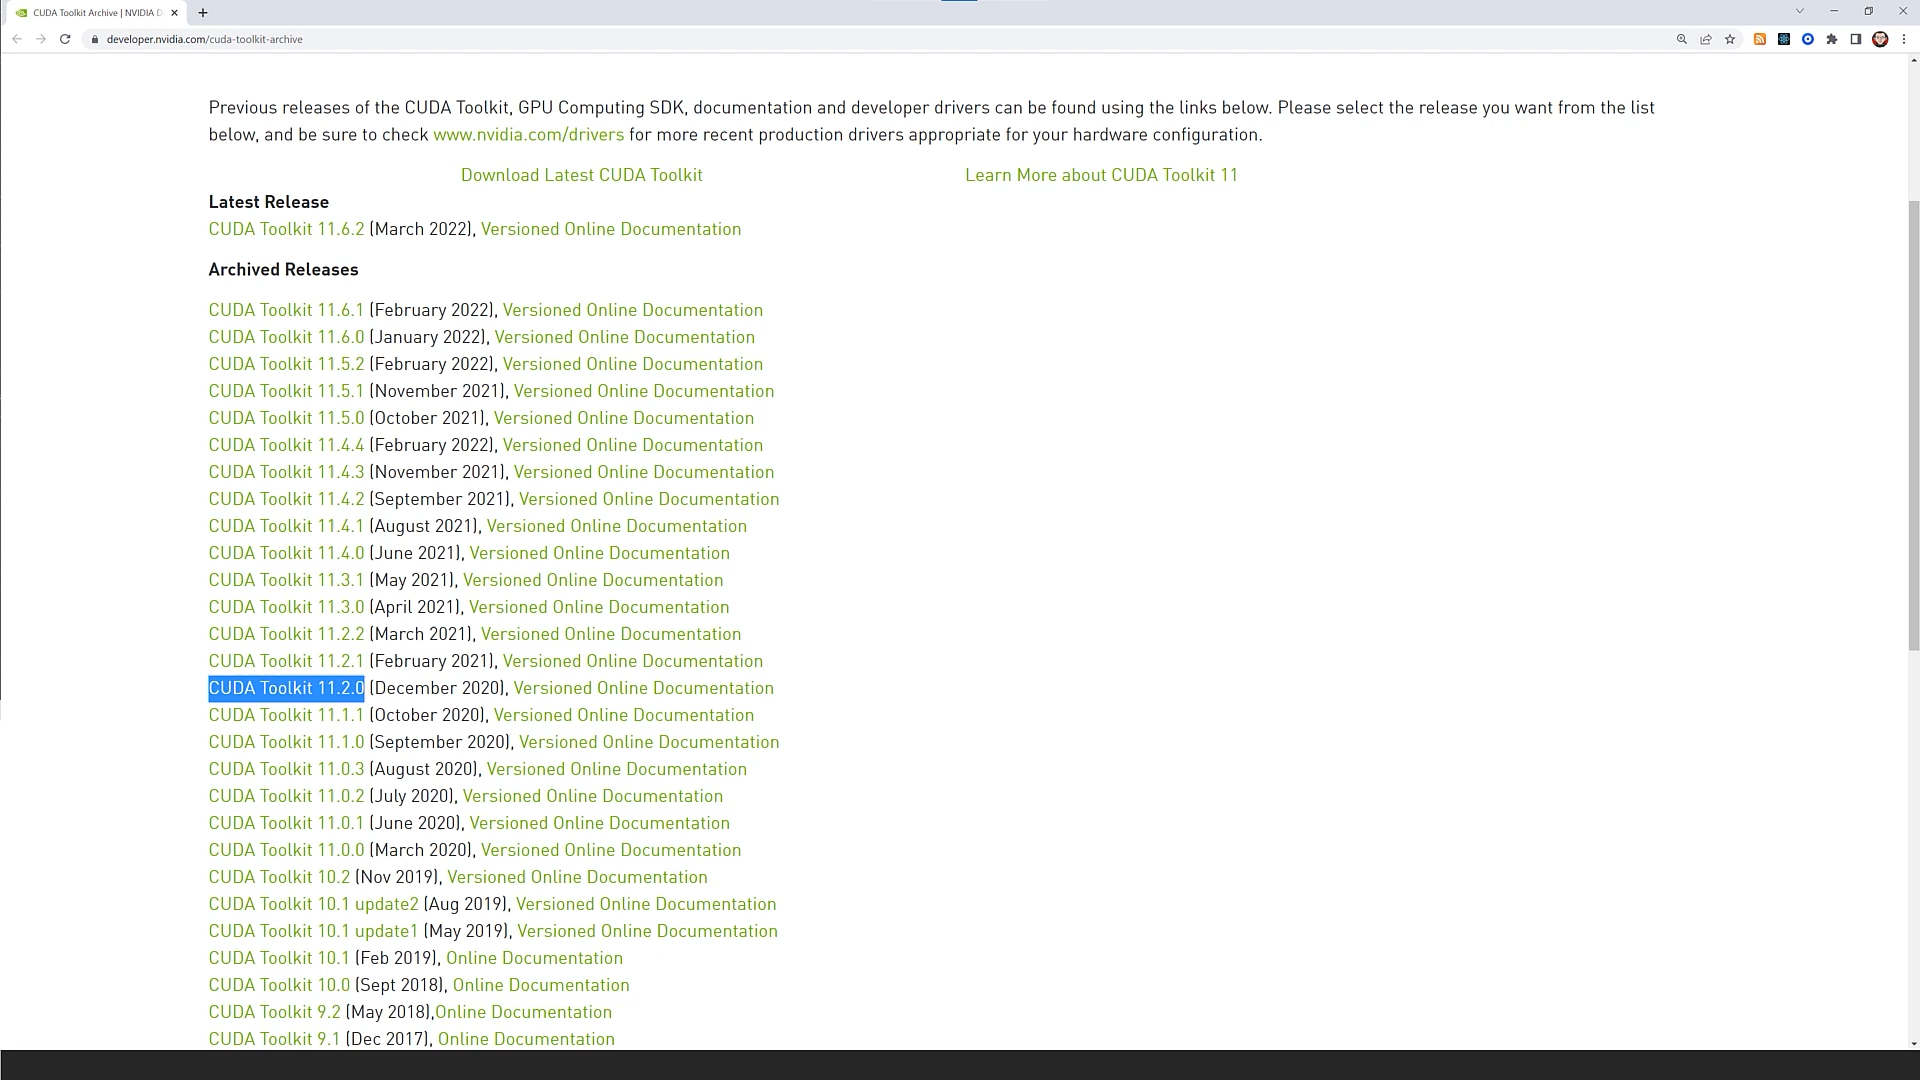 CUDA Toolkit Archive | NVIDIA D
developer.nvidia.com/cuda-toolkit-archive
Previous releases of the CUDA Toolkit, GPU Computing SDK, documentation and developer drivers can be found using the links below. Please select the release you want from the list
below, and be sure to check www.nvidia.com/drivers for more recent production drivers appropriate for your hardware configuration.
Download Latest CUDA Toolkit Learn More about CUDA Toolkit 11
Latest Release
CUDA Toolkit 11.6.2 (March 2022), Versioned Online Documentation
Archived Releases
CUDA Toolkit 11.6.1 (February 2022), Versioned Online Documentation
CUDA Toolkit 11.6.0 (January 2022), Versioned Online Documentation
CUDA Toolkit 11.5.2 (February 2022), Versioned Online Documentation
CUDA Toolkit 11.5.1 (November 2021), Versioned Online Documentation
CUDA Toolkit 11.5.0 (October 2021), Versioned Online Documentation
CUDA Toolkit 11.4.4 (February 2022), Versioned Online Documentation
CUDA Toolkit 11.4.3 (November 2021), Versioned Online Documentation
CUDA Toolkit 11.4.2 (September 2021), Versioned Online Documentation
CUDA Toolkit 11.4.1 (August 2021), Versioned Online Documentation
CUDA Toolkit 11.4.0 (June 2021), Versioned Online Documentation
CUDA Toolkit 11.3.1 (May 2021), Versioned Online Documentation
CUDA Toolkit 11.3.0 (April 2021), Versioned Online Documentation
CUDA Toolkit 11.2.2 (March 2021), Versioned Online Documentation
CUDA Toolkit 11.2.1 (February 2021), Versioned Online Documentation
CUDA Toolkit 11.2.0 (December 2020), Versioned Online Documentation
CUDA Toolkit 11.1.1 (October 2020), Versioned Online Documentation
CUDA Toolkit 11.1.0 (September 2020), Versioned Online Documentation
CUDA Toolkit 11.0.3 (August 2020), Versioned Online Documentation
CUDA Toolkit 11.0.2 (July 2020), Versioned Online Documentation
CUDA Toolkit 11.0.1 (June 2020), Versioned Online Documentation
CUDA Toolkit 11.0.0 (March 2020), Versioned Online Documentation
CUDA Toolkit 10.2 (Nov 2019), Versioned Online Documentation
CUDA Toolkit 10.1 update2 (Aug 2019), Versioned Online Documentation
CUDA Toolkit 10.1 update1 (May 2019), Versioned Online Documentation
CUDA Toolkit 10.1 (Feb 2019), Online Documentation
CUDA Toolkit 10.0 (Sept 2018), Online Documentation
CUDA Toolkit 9.2 (May 2018),Online Documentation
CUDA Toolkit 9.1 (Dec 2017), Online Documentation